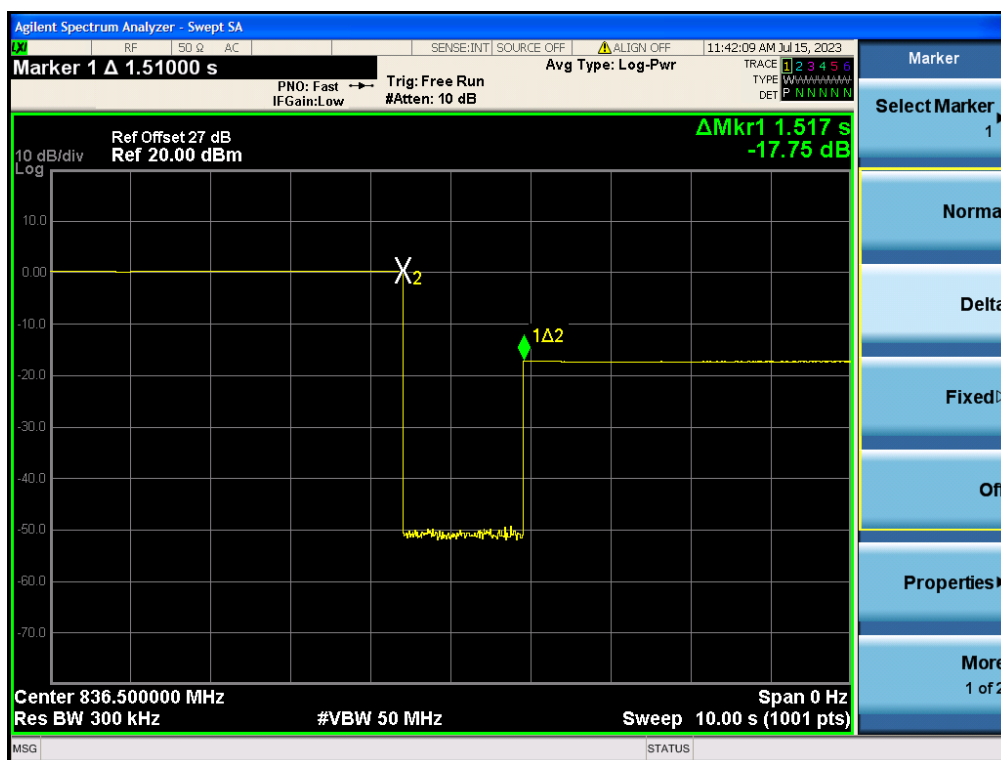 Agilent Spectrum Analyzer - Swept SA
LXI RF 50 Ω AC SENSE:INT SOURCE OFF ALIGN OFF 11:42:09 AM Jul 15, 2023
Marker 1 Δ 1.51000 s
PNO: Fast
IFGain:Low
Trig: Free Run
#Atten: 10 dB
Avg Type: Log-Pwr
TRACE 1 2 3 4 5 6
TYPE WWWWWW
DET P N N N N N
ΔMkr1 1.517 s
-17.75 dB
Ref Offset 27 dB
10 dB/div Ref 20.00 dBm
Log
10.0
0.00
-10.0
-20.0
-30.0
-40.0
-50.0
-60.0
-70.0
2
1Δ2
Center 836.500000 MHz Span 0 Hz
Res BW 300 kHz #VBW 50 MHz Sweep 10.00 s (1001 pts)
MSG STATUS
Marker
Select Marker
1
Norma
Delta
Fixed
Off
Properties
More
1 of 2